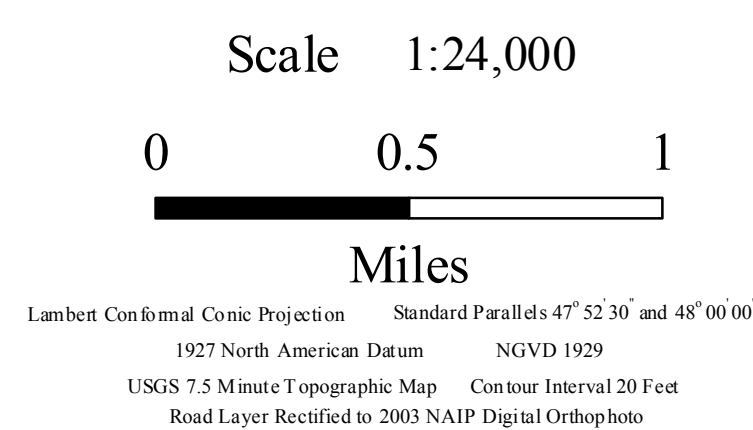 Scale 1:24,000
0 0.5 1
Miles
Lambert Conformal Conic Projection Standard Parallels 47° 52' 30" and 48° 00' 00"
1927 North American Datum NGVD 1929
USGS 7.5 Minute Topographic Map Contour Interval 20 Feet
Road Layer Rectified to 2003 NAIP Digital Orthophoto